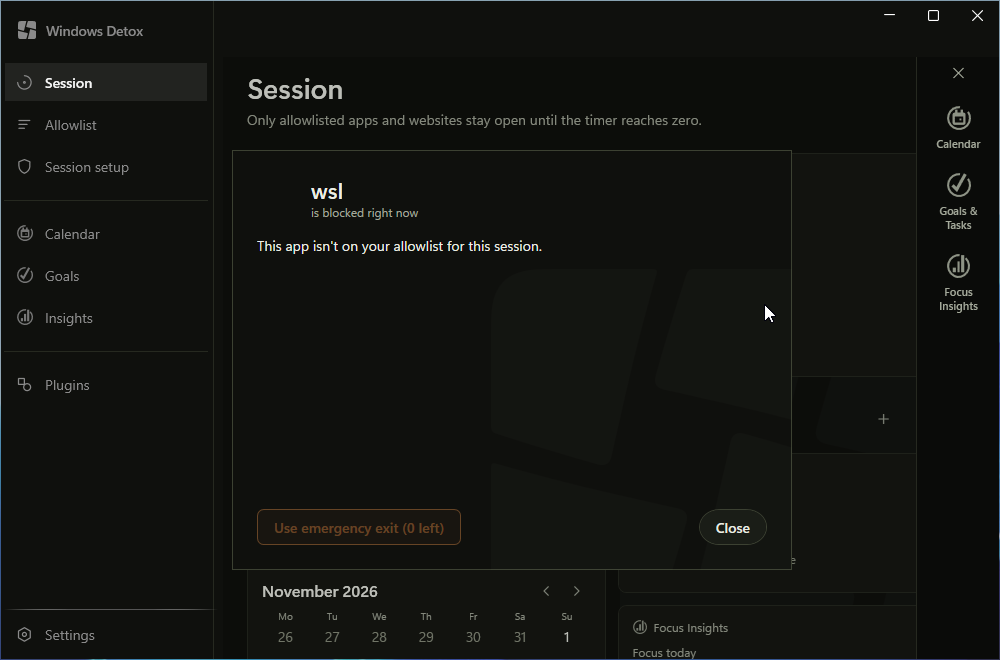 Windows Detox
Session
Allowlist
Session setup
Calendar
Goals
Insights
Plugins
Settings
Session
Only allowlisted apps and websites stay open until the timer reaches zero.
wsl
is blocked right now
This app isn't on your allowlist for this session.
Use emergency exit (0 left)
Close
November 2026
Mo Tu We Th Fr Sa Su
26 27 28 29 30 31 1
Focus Insights
Focus today
Calendar
Goals &
Tasks
Focus
Insights